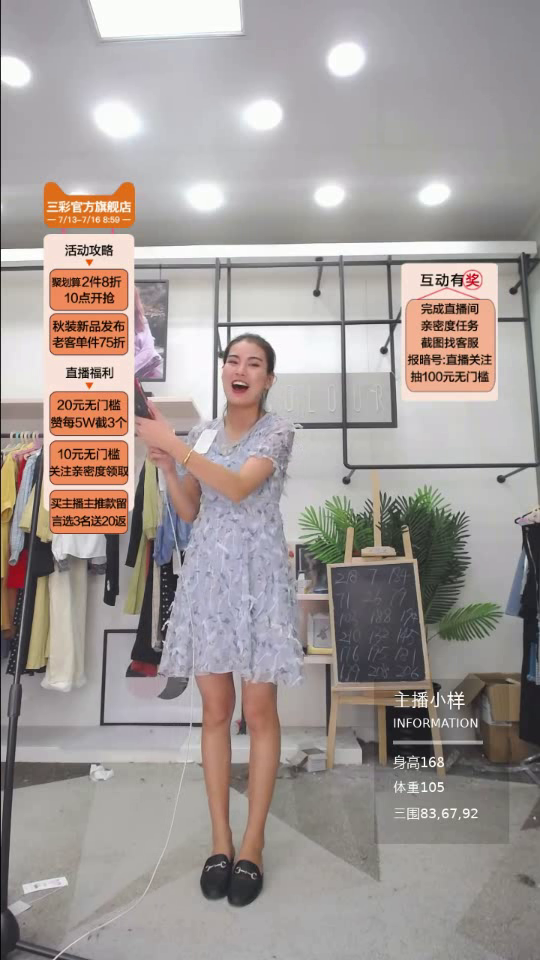 三彩官方旗舰店
7/13-7/16 8:59
活动攻略
聚划算2件8折
10点开抢
秋装新品发布
老客单件75折
直播福利
20元无门槛
赞每5W截3个
10元无门槛
关注亲密度领取
买主播主推款留
言选3名送20返
互动有奖
完成直播间
亲密度任务
截图找客服
报暗号:直播关注
抽100元无门槛
主播小样
INFORMATION
身高168
体重105
三围83,67,92